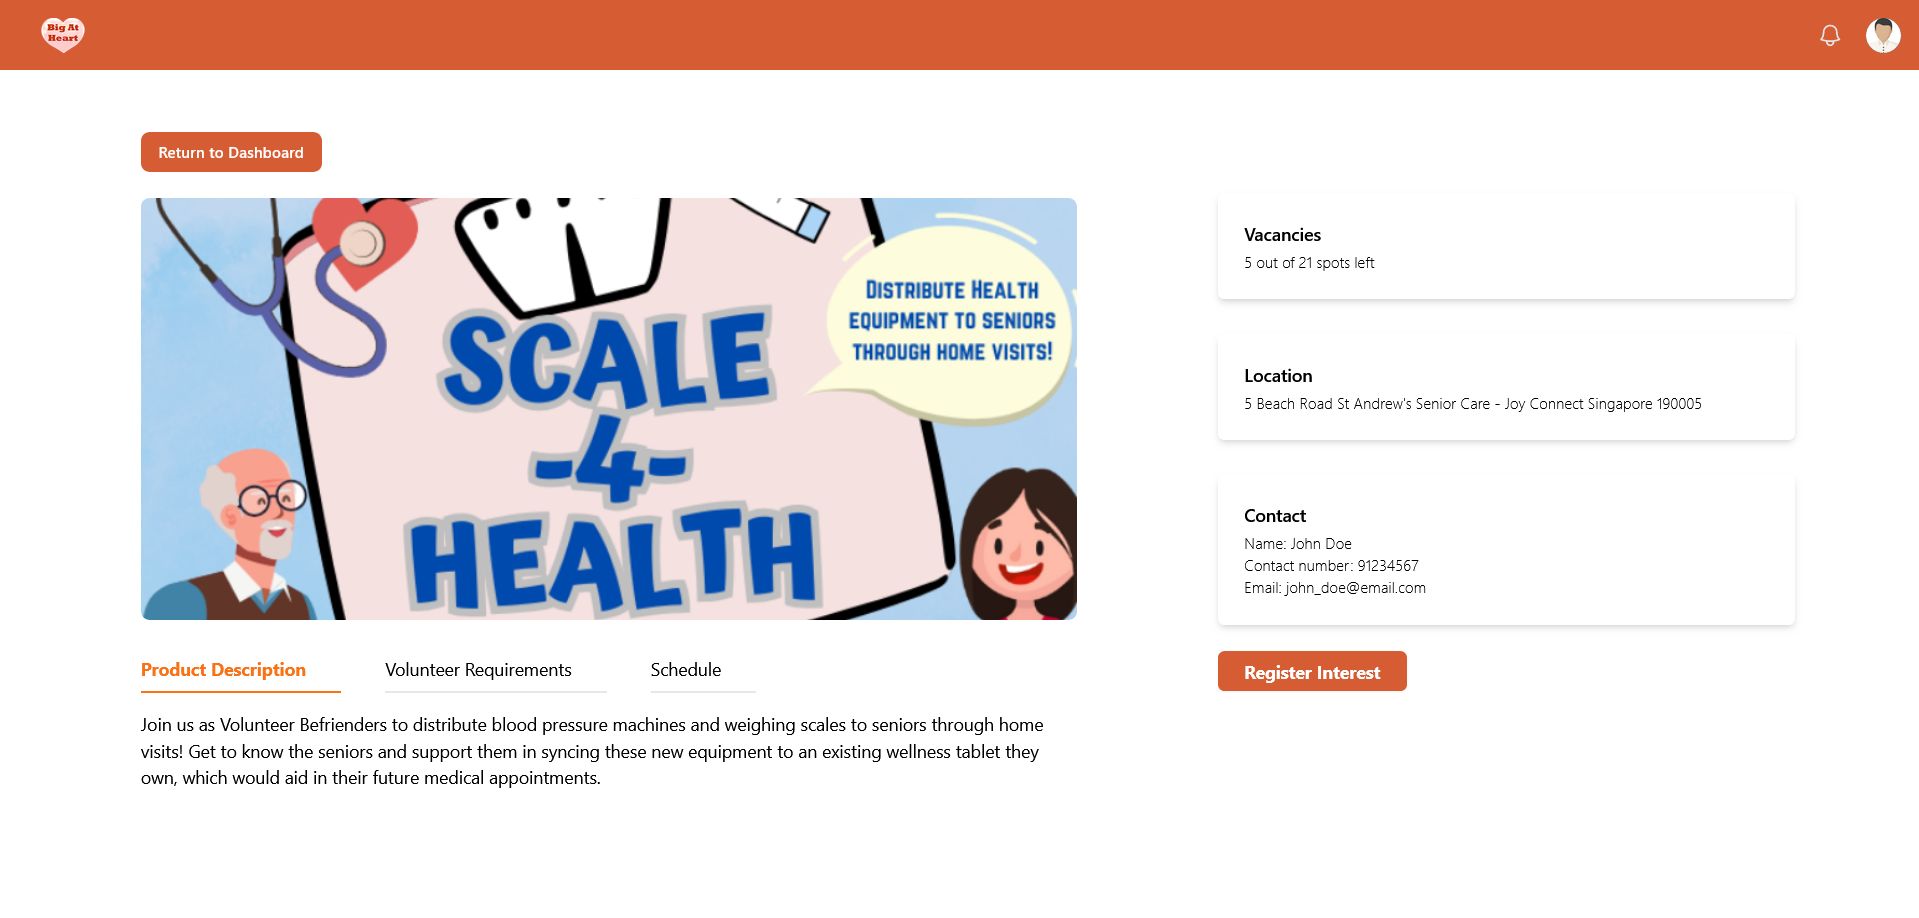 Big At
Heart
Return to Dashboard
SCALE
-4-
HEALTH
DISTRIBUTE HEALTH
EQUIPMENT TO SENIORS
THROUGH HOME VISITS!
Product Description
Volunteer Requirements
Schedule
Join us as Volunteer Befrienders to distribute blood pressure machines and weighing scales to seniors through home
visits! Get to know the seniors and support them in syncing these new equipment to an existing wellness tablet they
own, which would aid in their future medical appointments.
Vacancies
5 out of 21 spots left
Location
5 Beach Road St Andrew's Senior Care - Joy Connect Singapore 190005
Contact
Name: John Doe
Contact number: 91234567
Email: john_doe@email.com
Register Interest